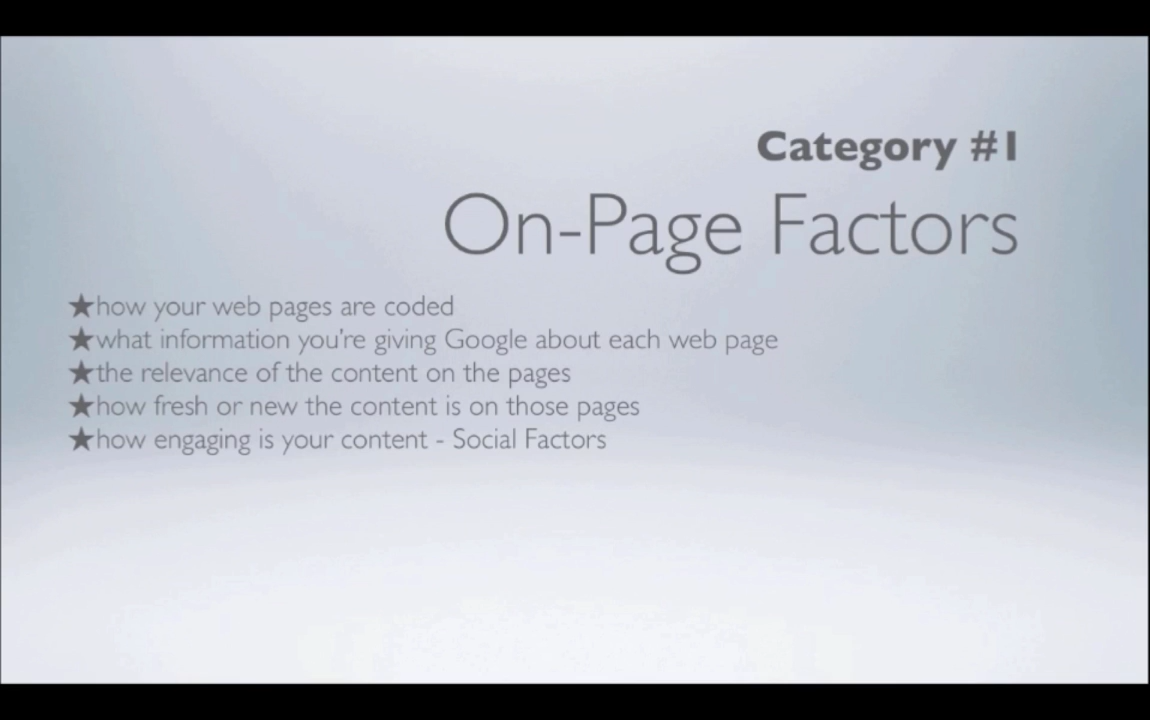 Category #1
On-Page Factors
★how your web pages are coded
★what information you're giving Google about each web page
★the relevance of the content on the pages
★how fresh or new the content is on those pages
★how engaging is your content - Social Factors